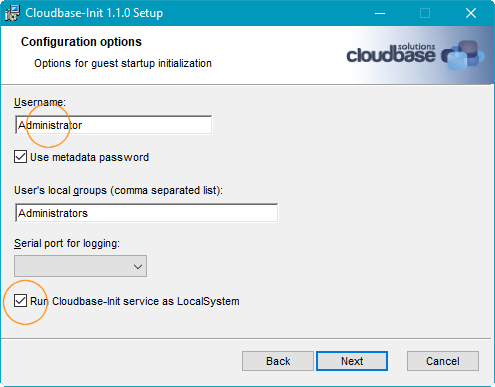 Cloudbase-Init 1.1.0 Setup
Configuration options
Options for guest startup initialization
cloudbase solutions
Username:
Administrator
Use metadata password
User's local groups (comma separated list):
Administrators
Serial port for logging:
Run Cloudbase-Init service as LocalSystem
Back Next Cancel